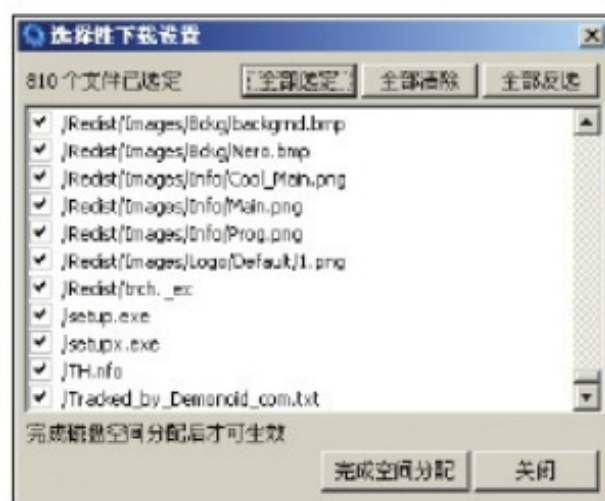 选择性下载设置
810 个文件已选定 全部选定 全部清除 全部反选
/Redist/Images/Bckg/backgrnd.bmp
/Redist/Images/Bckg/Nero.bmp
/Redist/Images/Info/Cool_Main.png
/Redist/Images/Info/Main.png
/Redist/Images/Info/Prog.png
/Redist/Images/Logo/Default/1.png
/Redist/trch._ex
/setup.exe
/setupx.exe
/TH.nfo
/Tracked_by_Demonoid_com.txt
完成磁盘空间分配后才可生效
完成空间分配 关闭